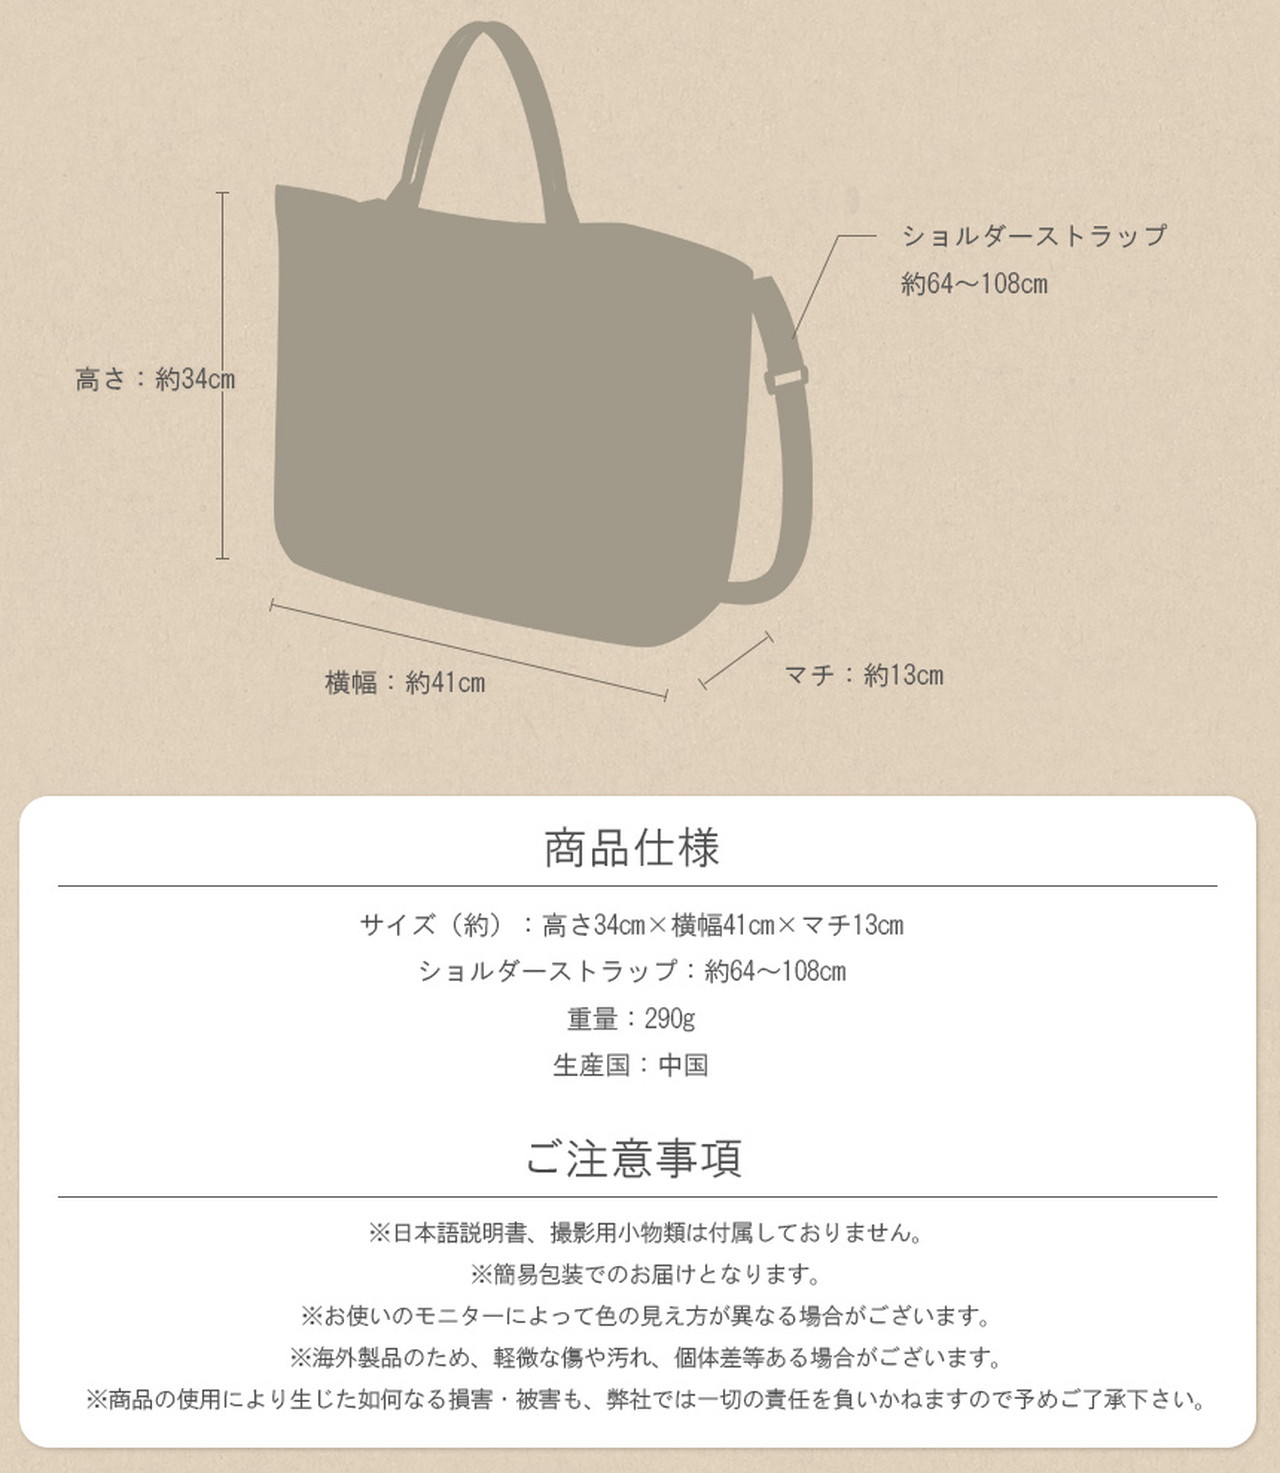 ショルダーストラップ
約64～108cm
高さ：約34cm
横幅：約41cm
マチ：約13cm
商品仕様
サイズ（約）：高さ34cm×横幅41cm×マチ13cm
ショルダーストラップ：約64～108cm
重量：290g
生産国：中国
ご注意事項
※日本語説明書、撮影用小物類は付属しておりません。
※簡易包装でのお届けとなります。
※お使いのモニターによって色の見え方が異なる場合がございます。
※海外製品のため、軽微な傷や汚れ、個体差等ある場合がございます。
※商品の使用により生じた如何なる損害・被害も、弊社では一切の責任を負いかねますので予めご了承下さい。